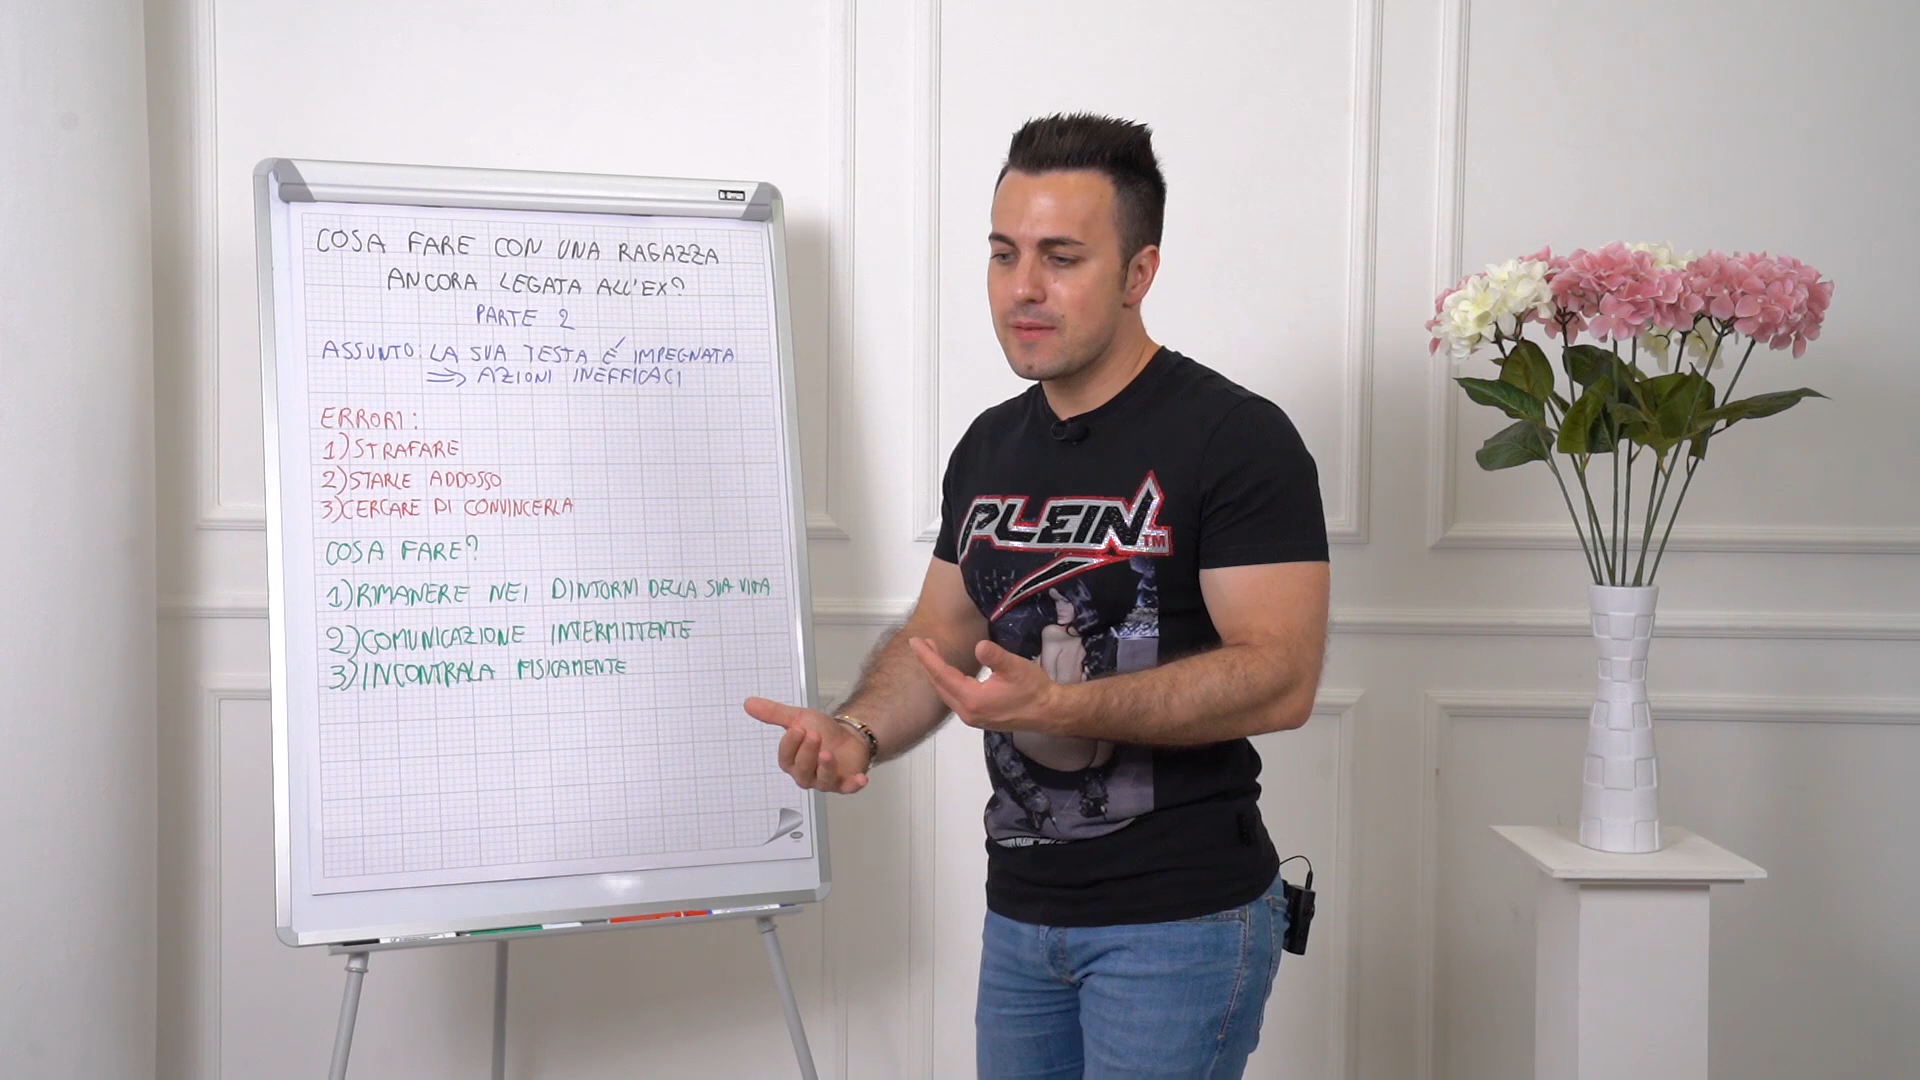 COSA FARE CON UNA RAGAZZA
ANCORA LEGATA ALL'EX?
PARTE 2
ASSUNTO: LA SUA TESTA É IMPEGNATA
⇒ AZIONI INEFFICACI
ERRORI:
1) STRAFARE
2) STARLE ADDOSSO
3) CERCARE DI CONVINCERLA
COSA FARE?
1) RIMANERE NEI DINTORNI DELLA SUA VITA
2) COMUNICAZIONE INTERMITTENTE
3) INCONTRALA FISICAMENTE
PLEIN TM